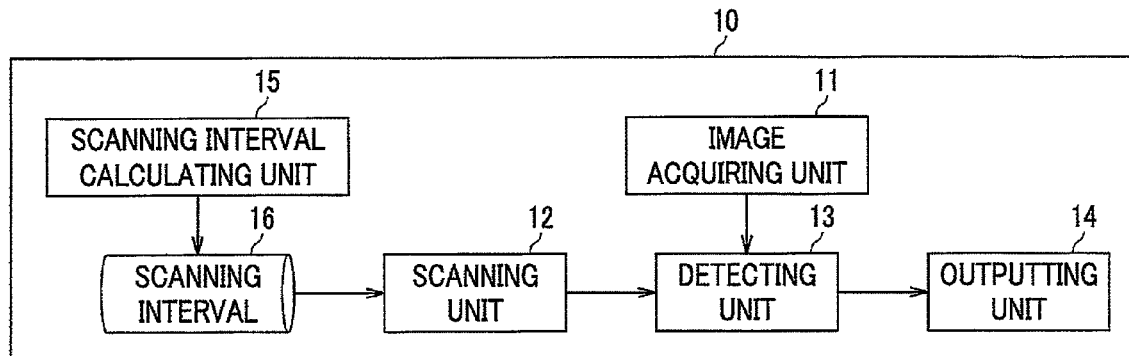 10
15
SCANNING INTERVAL
CALCULATING UNIT
11
IMAGE
ACQUIRING UNIT
16
SCANNING
INTERVAL
12
SCANNING
UNIT
13
DETECTING
UNIT
14
OUTPUTTING
UNIT